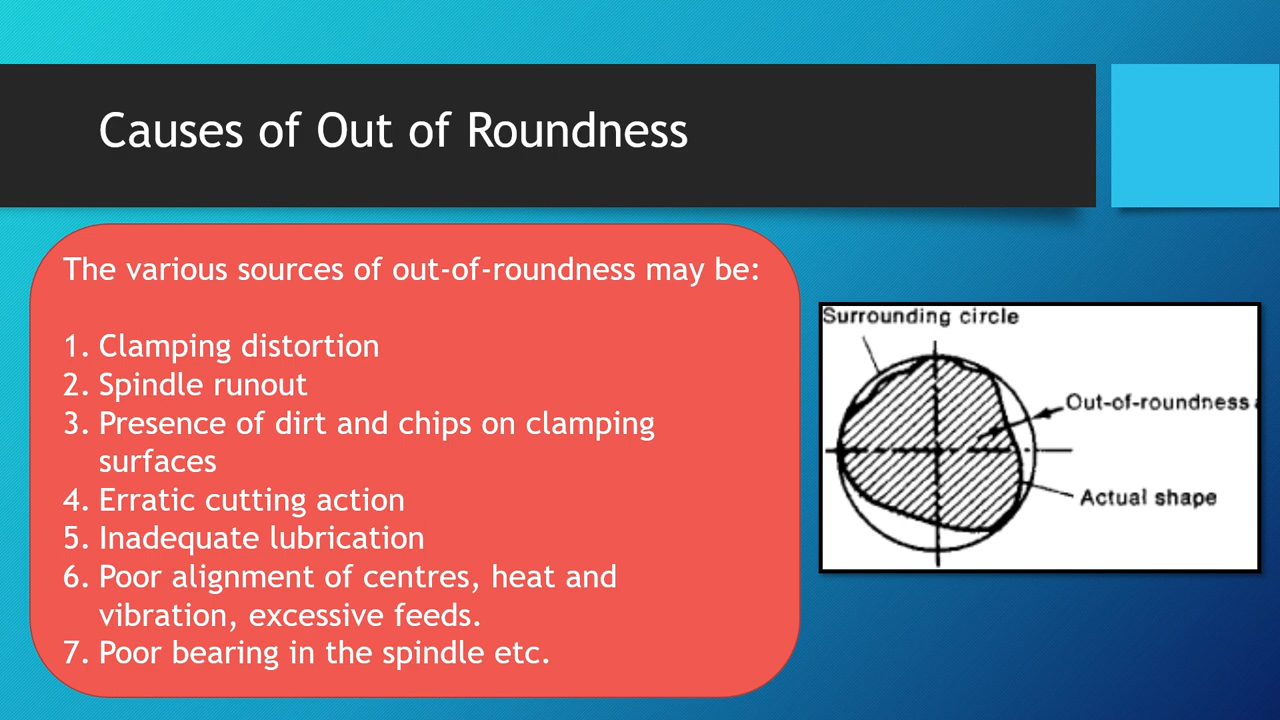 Causes of Out of Roundness
The various sources of out-of-roundness may be:
1. Clamping distortion
2. Spindle runout
3. Presence of dirt and chips on clamping
surfaces
4. Erratic cutting action
5. Inadequate lubrication
6. Poor alignment of centres, heat and
vibration, excessive feeds.
7. Poor bearing in the spindle etc.
Surrounding circle
Out-of-roundness
Actual shape